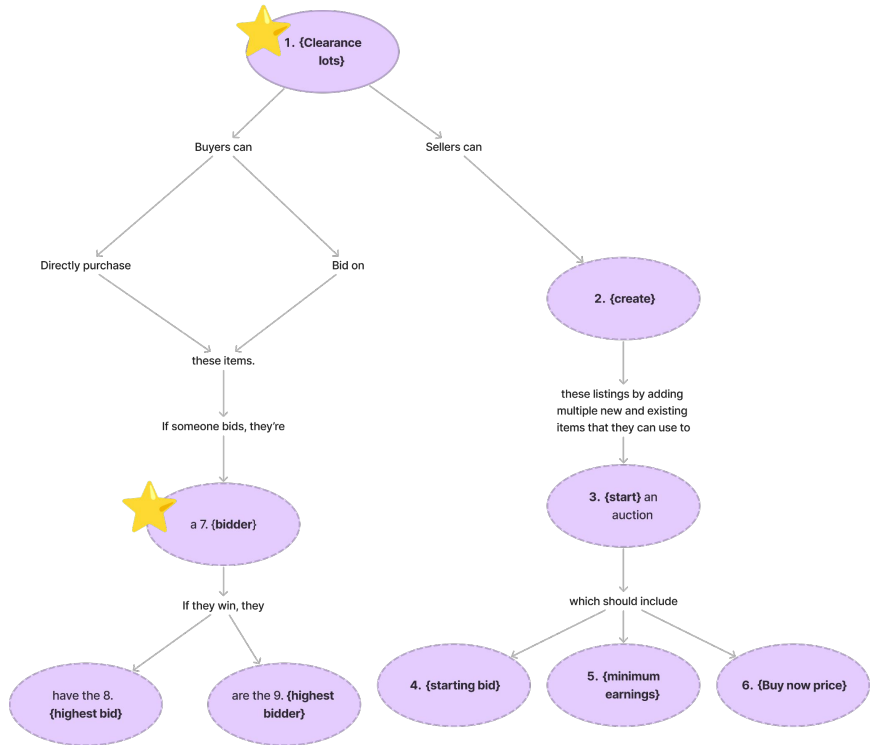 1. {Clearance
lots}
Buyers can
Sellers can
Directly purchase
Bid on
2. {create}
these items.
these listings by adding
multiple new and existing
items that they can use to
If someone bids, they’re
3. {start} an
auction
a 7. {bidder}
If they win, they
which should include
4. {starting bid}
5. {minimum
earnings}
6. {Buy now price}
have the 8.
{highest bid}
are the 9. {highest
bidder}